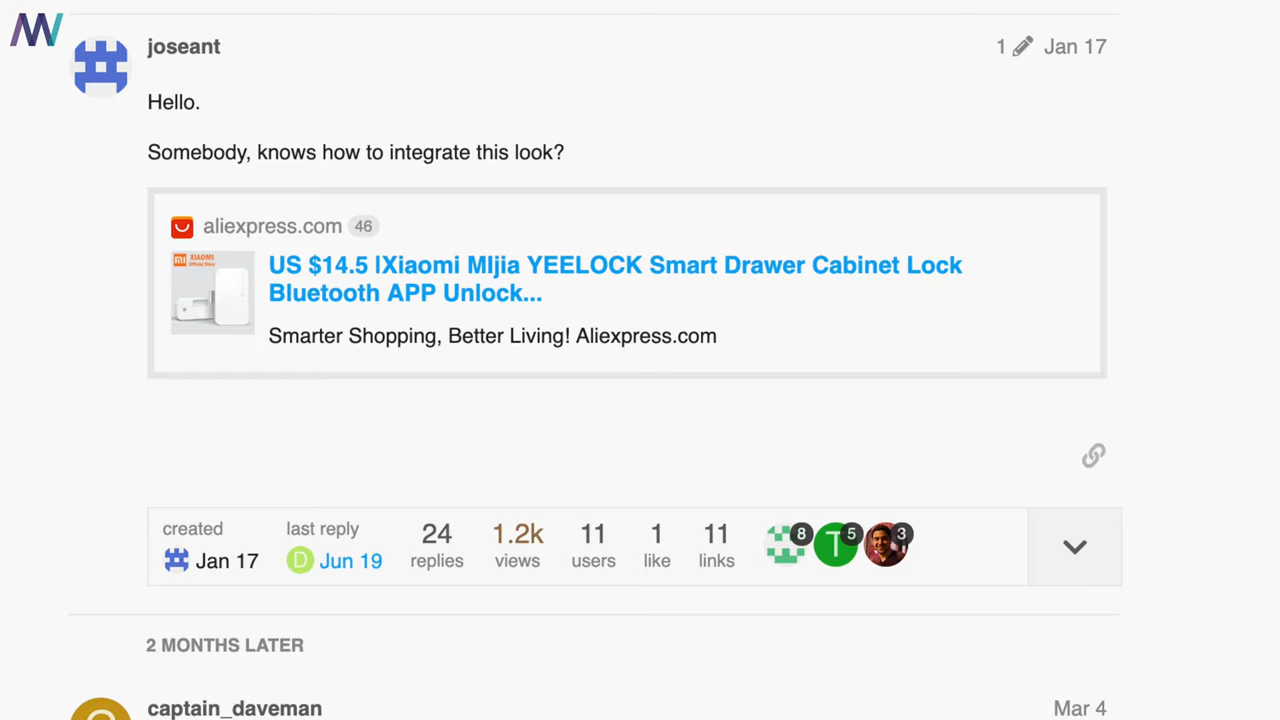 joseant
1 Jan 17
Hello.
Somebody, knows how to integrate this look?
aliexpress.com 46
US $14.5 |Xiaomi MIjia YEELOCK Smart Drawer Cabinet Lock
Bluetooth APP Unlock...
Smarter Shopping, Better Living! Aliexpress.com
created last reply 24 1.2k 11 1 11 8 T 5 3
Jan 17 D Jun 19 replies views users like links
2 MONTHS LATER
captain_daveman
Mar 4